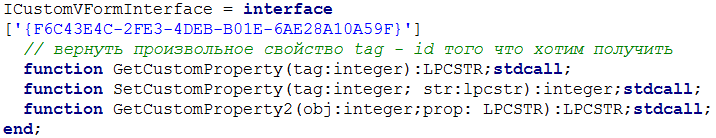 ICustomVFormInterface = interface
['{F6C43E4C-2FE3-4DEB-B01E-6AE28A10A59F}']
// вернуть произвольное свойство tag - id того что хотим получить
function GetCustomProperty(tag:integer):LPCSTR;stdcall;
function SetCustomProperty(tag:integer; str:lpcstr):integer;stdcall;
function GetCustomProperty2(obj:integer;prop: LPCSTR):LPCSTR;stdcall;
end;